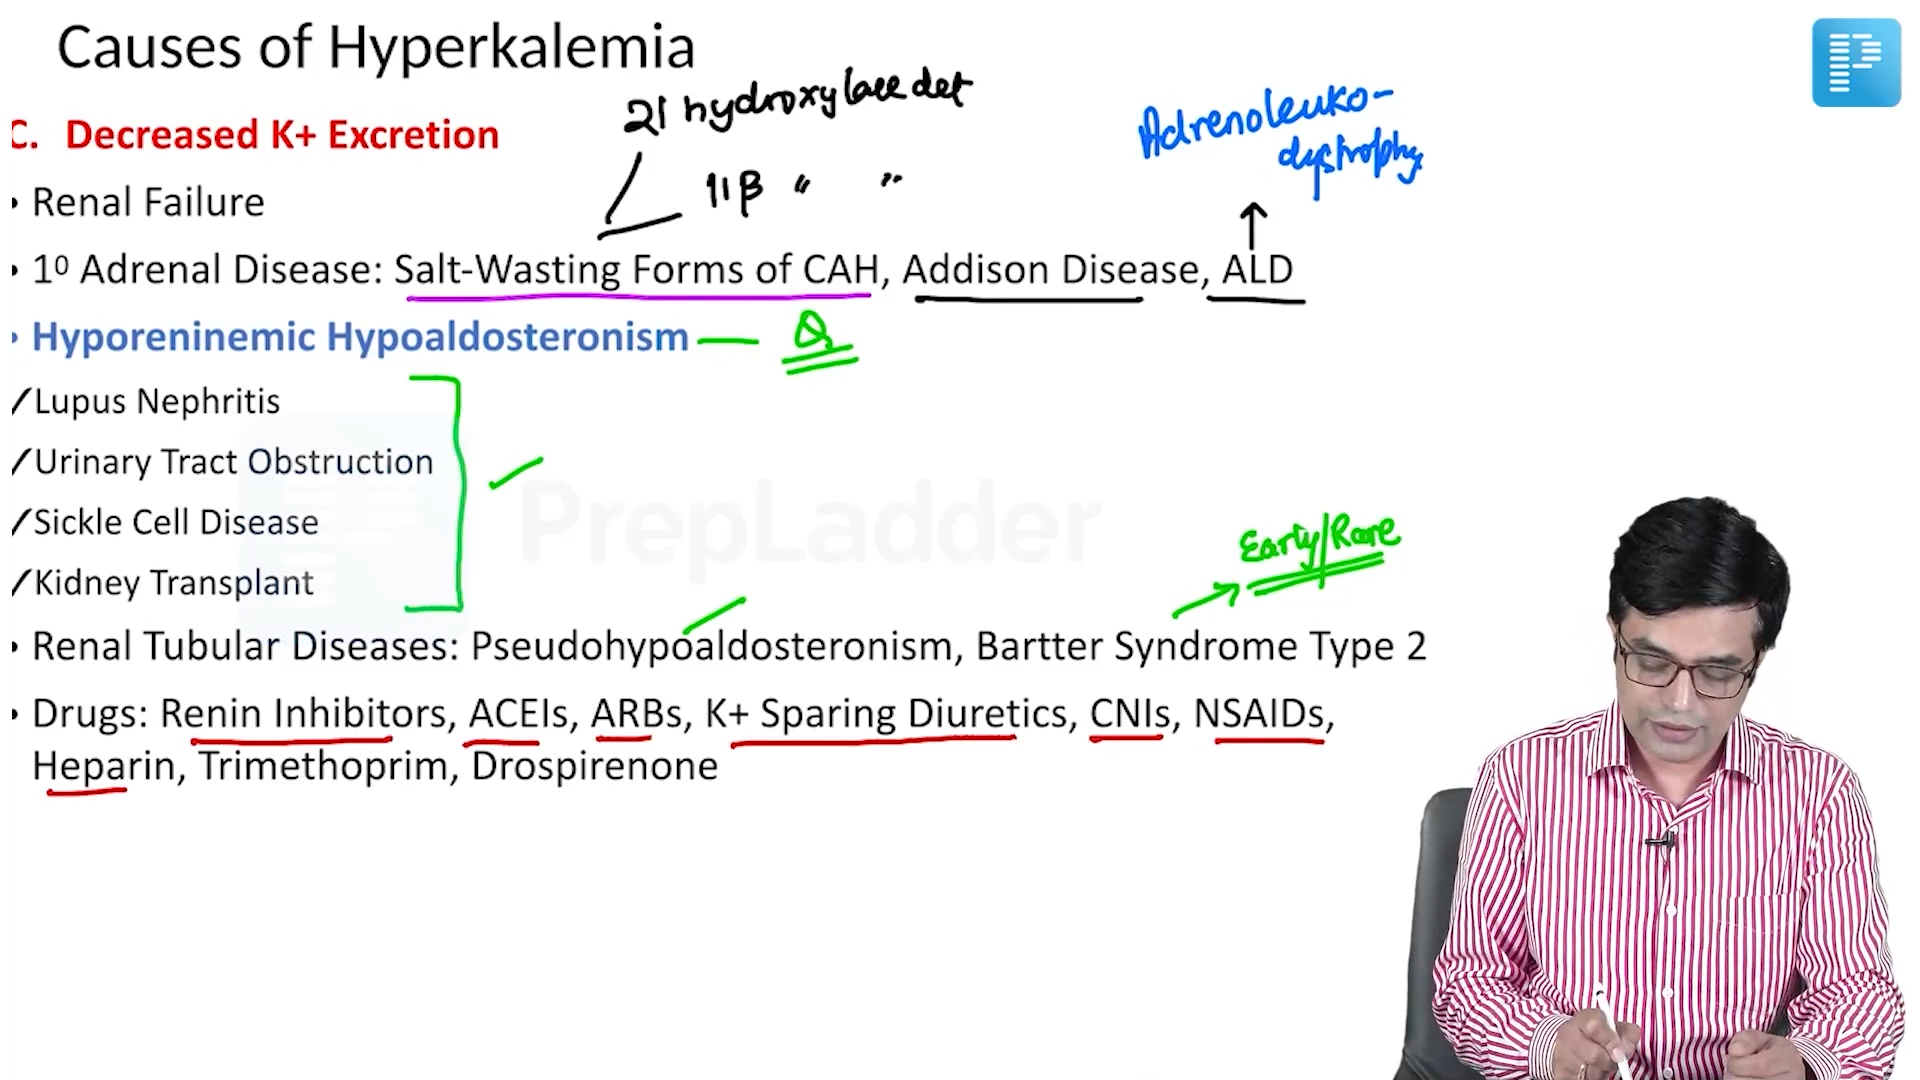 Causes of Hyperkalemia
21 hydroxylase def
Adrenoleuko-
dystrophy
C. Decreased K+ Excretion
11β " "
• Renal Failure
• 1⁰ Adrenal Disease: Salt-Wasting Forms of CAH, Addison Disease, ALD
• Hyporeninemic Hypoaldosteronism — Q
Lupus Nephritis
Urinary Tract Obstruction
Sickle Cell Disease
PrepLadder
Early/Rare
Kidney Transplant
• Renal Tubular Diseases: Pseudohypoaldosteronism, Bartter Syndrome Type 2
• Drugs: Renin Inhibitors, ACEIs, ARBs, K+ Sparing Diuretics, CNIs, NSAIDs,
Heparin, Trimethoprim, Drospirenone